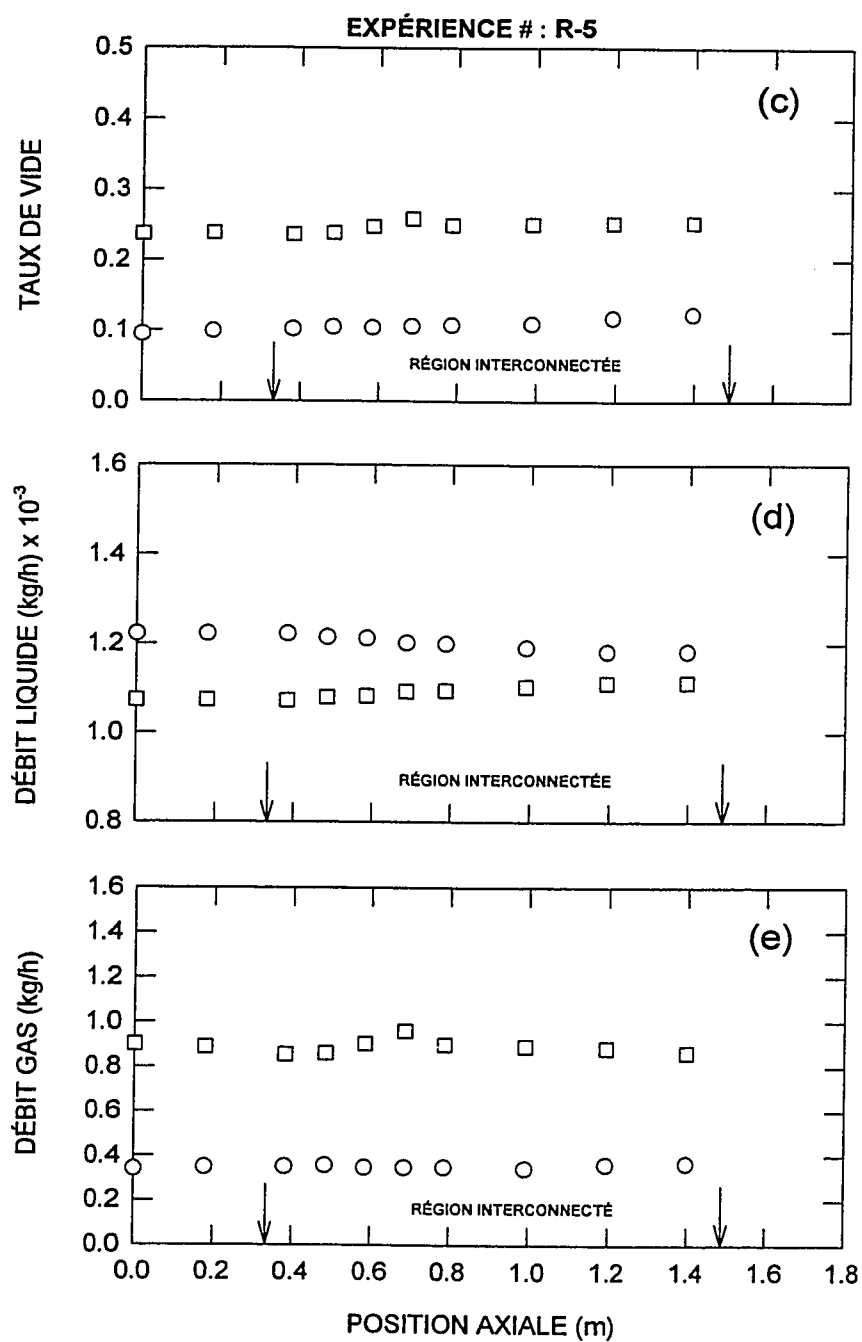 EXPÉRIENCE # : R-5
(c)
TAUX DE VIDE
0.5
0.4
0.3
0.2
0.1
0.0
RÉGION INTERCONNECTÉE
(d)
DÉBIT LIQUIDE (kg/h) x 10⁻³
1.6
1.4
1.2
1.0
0.8
RÉGION INTERCONNECTÉE
(e)
DÉBIT GAS (kg/h)
1.6
1.4
1.2
1.0
0.8
0.6
0.4
0.2
0.0
RÉGION INTERCONNECTÉ
0.0 0.2 0.4 0.6 0.8 1.0 1.2 1.4 1.6 1.8
POSITION AXIALE (m)